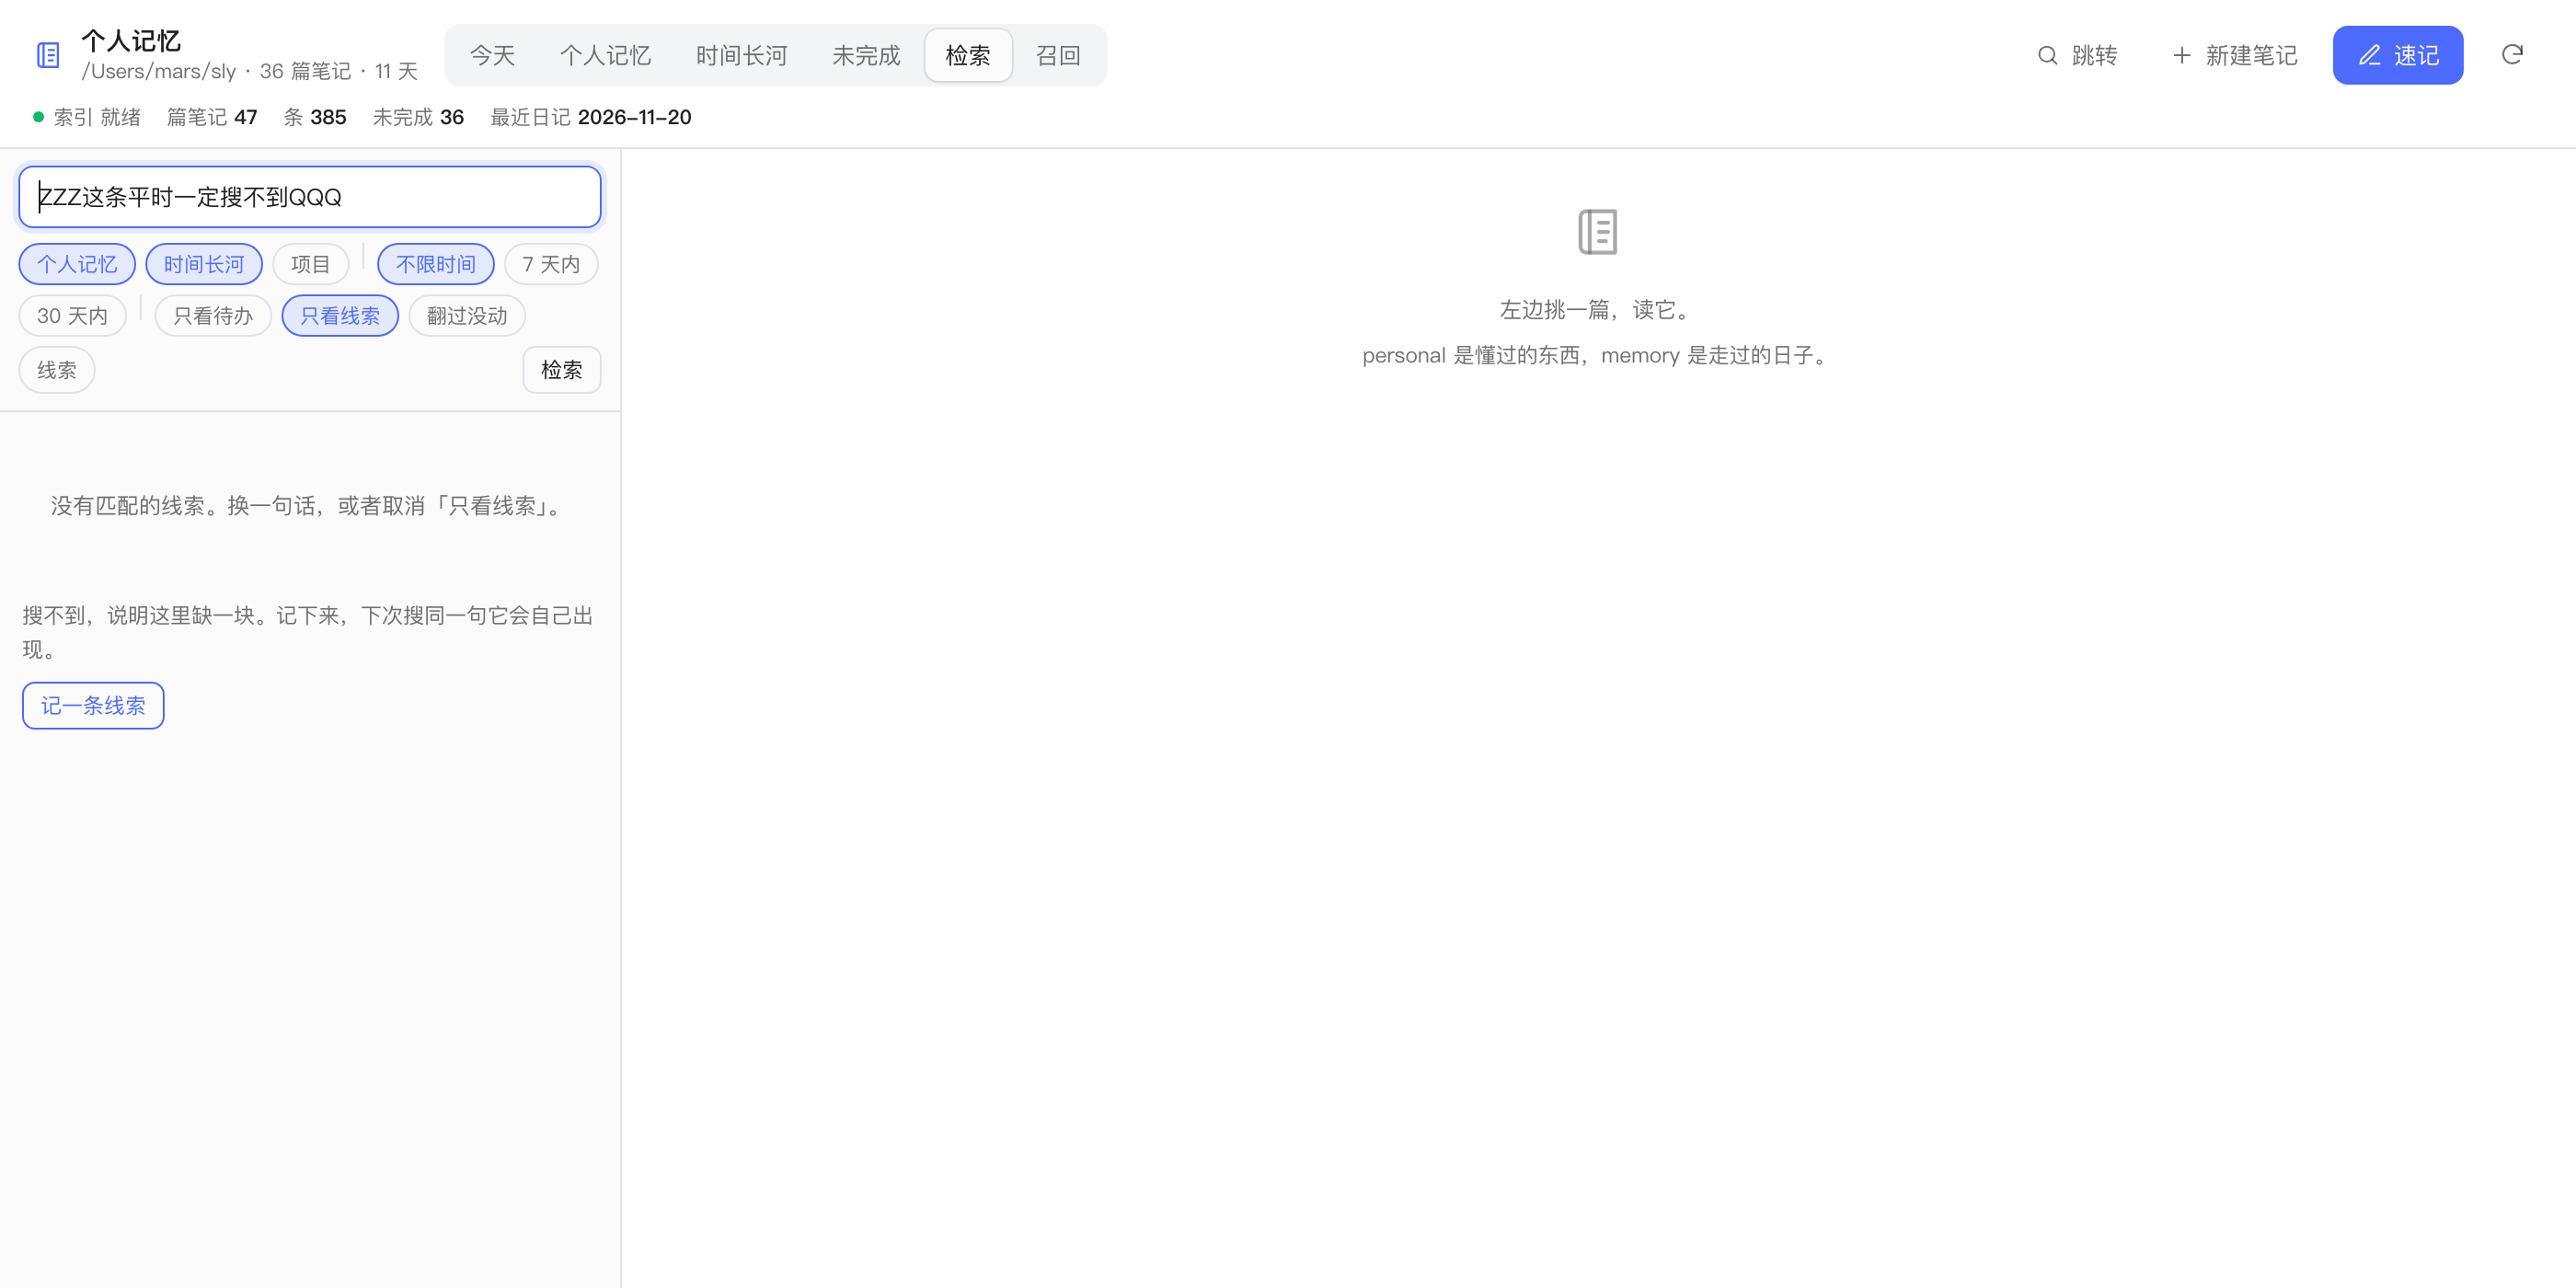 个人记忆
/Users/mars/sly · 36 篇笔记 · 11 天
今天 个人记忆 时间长河 未完成 检索 召回
跳转 新建笔记 速记
索引 就绪 篇笔记 47 条 385 未完成 36 最近日记 2026-11-20
ZZZ这条平时一定搜不到QQQ
个人记忆 时间长河 项目 不限时间 7 天内
30 天内 只看待办 只看线索 翻过没动
线索 检索
没有匹配的线索。换一句话，或者取消「只看线索」。
搜不到，说明这里缺一块。记下来，下次搜同一句它会自己出
现。
记一条线索
左边挑一篇，读它。
personal 是懂过的东西，memory 是走过的日子。